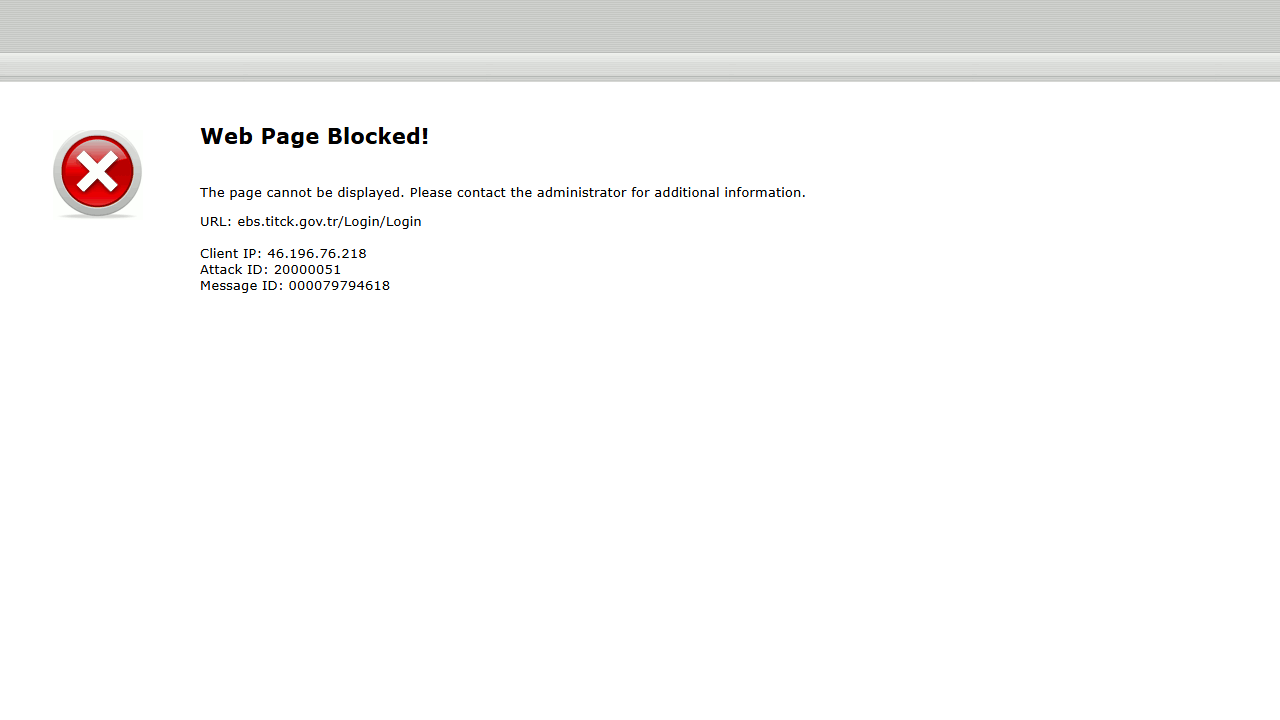 Web Page Blocked!
The page cannot be displayed. Please contact the administrator for additional information.
URL: ebs.titck.gov.tr/Login/Login
Client IP: 46.196.76.218
Attack ID: 20000051
Message ID: 000079794618